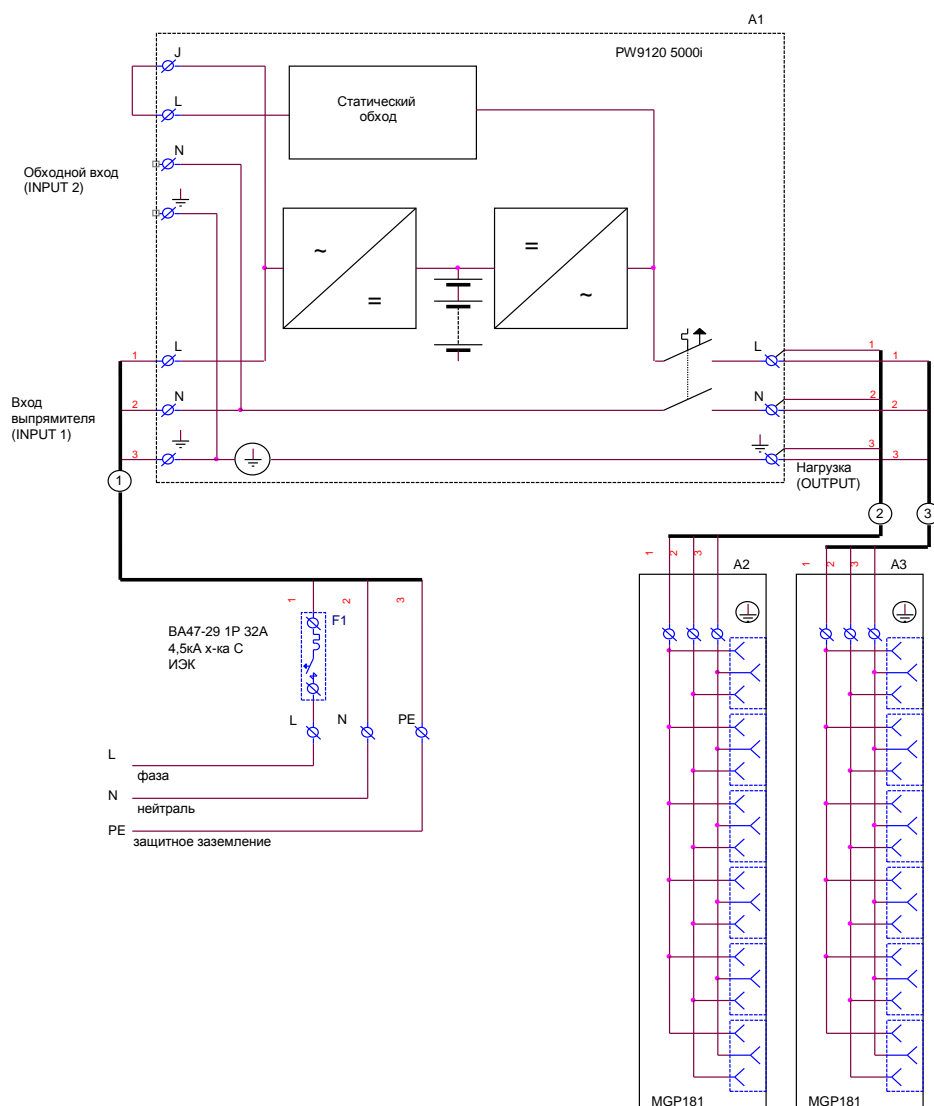 A1
PW9120 5000i
J
L
Статический
обход
N
Обходной вход
(INPUT 2)
~
=
=
~
L
L
1
1
1
Вход
выпрямителя
(INPUT 1)
N
N
2
2
2
3
3
3
Нагрузка
(OUTPUT)
1
2
3
1
2
3
1
2
3
A2
A3
1
2
3
F1
ВА47-29 1Р 32А
4,5кА х-ка С
ИЭК
L
N
PE
L
фаза
N
нейтраль
PE
защитное заземление
MGP181
MGP181